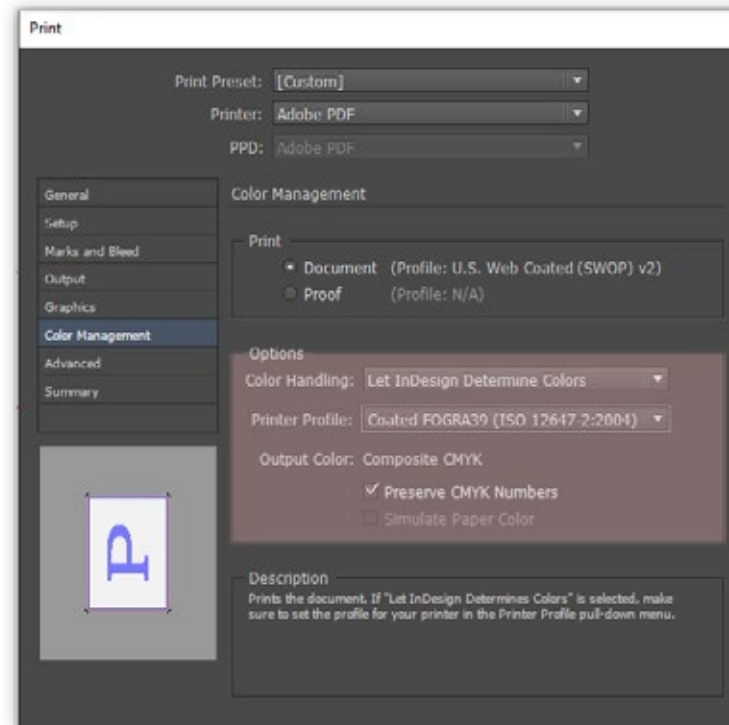 Print
Print Preset: [Custom]
Printer: Adobe PDF
PPD: Adobe PDF
General
Setup
Marks and Bleed
Output
Graphics
Color Management
Advanced
Summary
Color Management
Print
Document (Profile: U.S. Web Coated (SWOP) v2)
Proof (Profile: N/A)
Options
Color Handling: Let InDesign Determine Colors
Printer Profile: Coated FOGRA39 (ISO 12647-2:2004)
Output Color: Composite CMYK
Preserve CMYK Numbers
Simulate Paper Color
P
Description
Prints the document. If "Let InDesign Determines Colors" is selected, make
sure to set the profile for your printer in the Printer Profile pull-down menu.